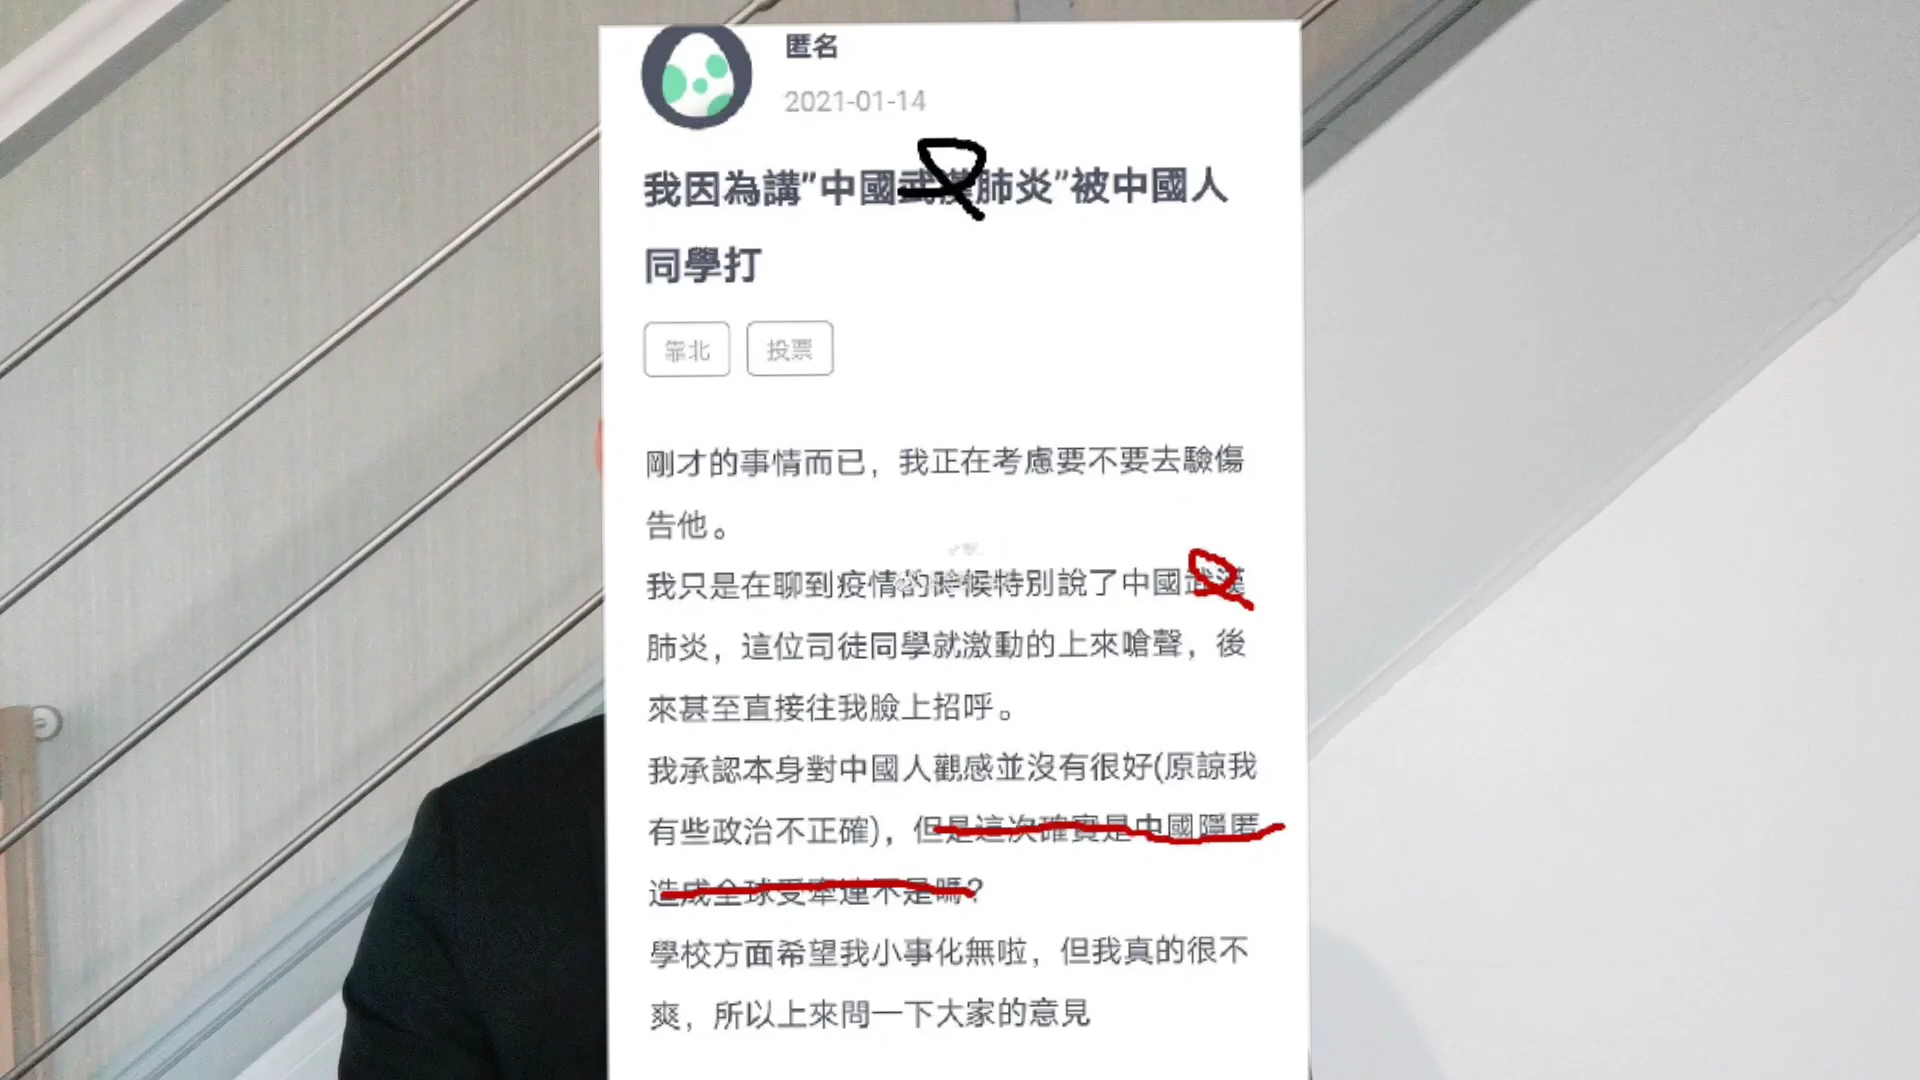 匿名
2021-01-14
我因為講”中國武漢肺炎”被中國人
同學打
靠北
投票
剛才的事情而已，我正在考慮要不要去驗傷
告他。
我只是在聊到疫情的時候特別說了中國武漢
肺炎，這位司徒同學就激動的上來嗆聲，後
來甚至直接往我臉上招呼。
我承認本身對中國人觀感並沒有很好(原諒我
有些政治不正確)，但是這次確實是中國隱匿
造成全球受牽連不是嗎?
學校方面希望我小事化無啦，但我真的很不
爽，所以上來問一下大家的意見